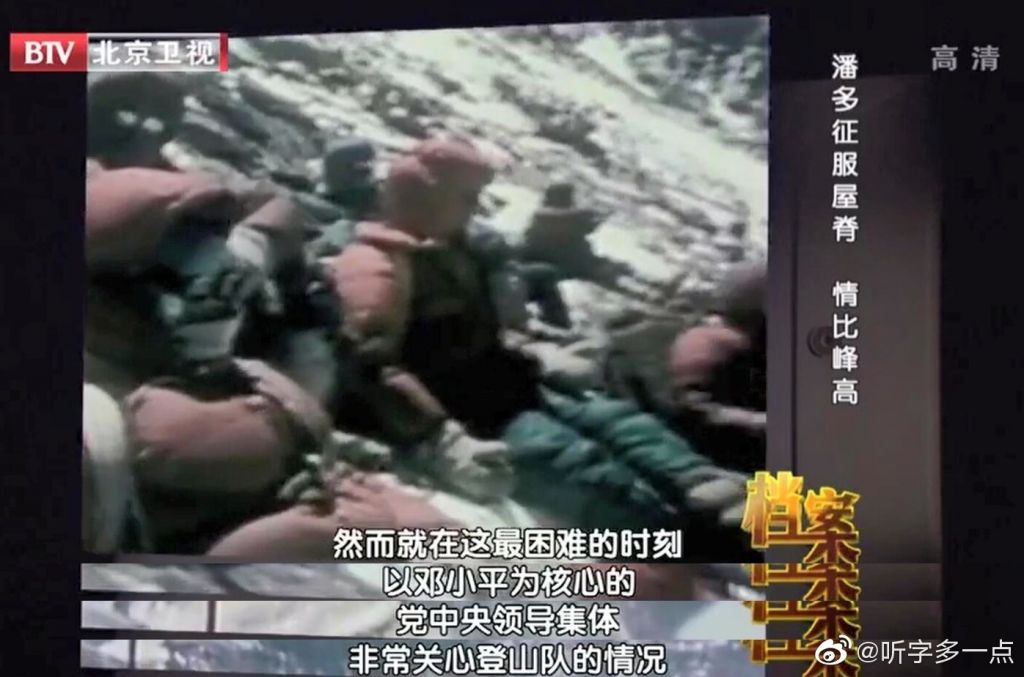 BTV 北京卫视
高清
潘多征服屋脊 情比峰高
档案
然而就在这最困难的时刻
以邓小平为核心的
党中央领导集体
非常关心登山队的情况
@听字多一点